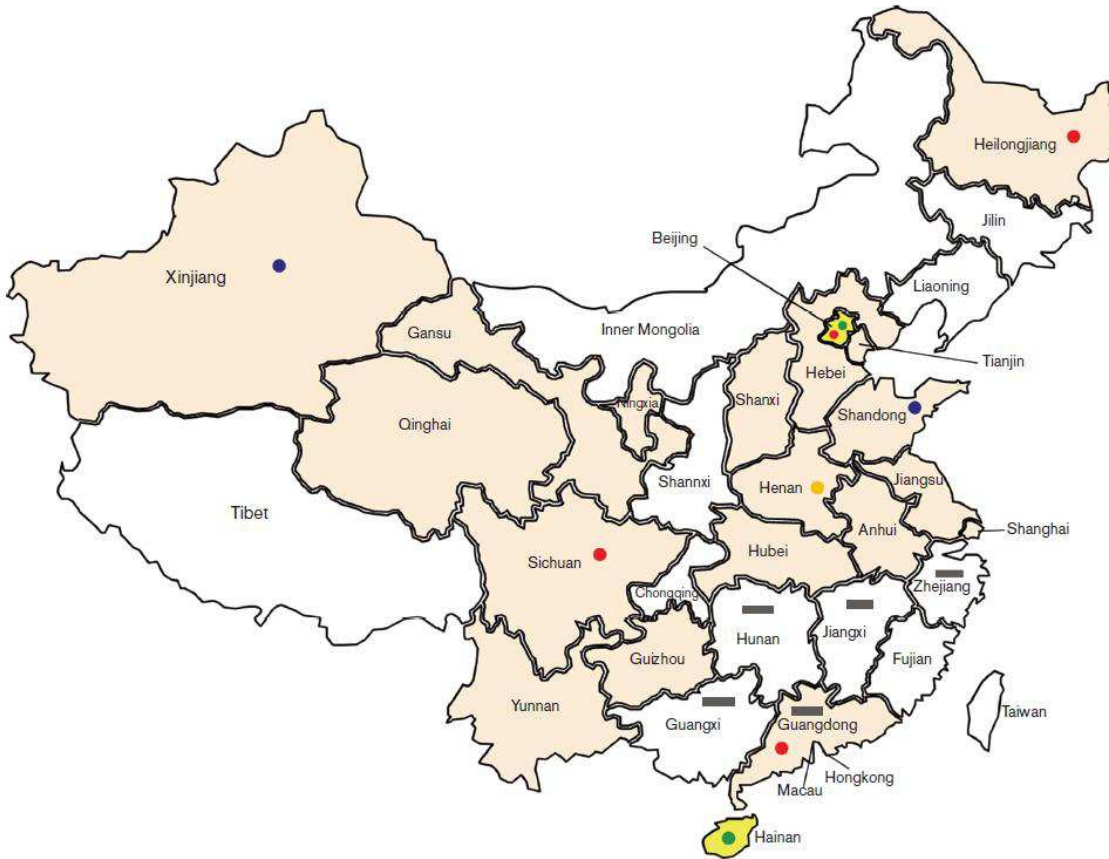 Heilongjiang
Jilin
Beijing
Liaoning
Xinjiang
Gansu
Inner Mongolia
Tianjin
Hebei
Ningxia
Shanxi
Shandong
Qinghai
Shannxi
Henan
Jiangsu
Tibet
Shanghai
Anhui
Hubei
Sichuan
Zhejiang
Chongqing
Hunan
Jiangxi
Guizhou
Fujian
Yunnan
Taiwan
Guangxi
Guangdong
Hongkong
Macau
Hainan